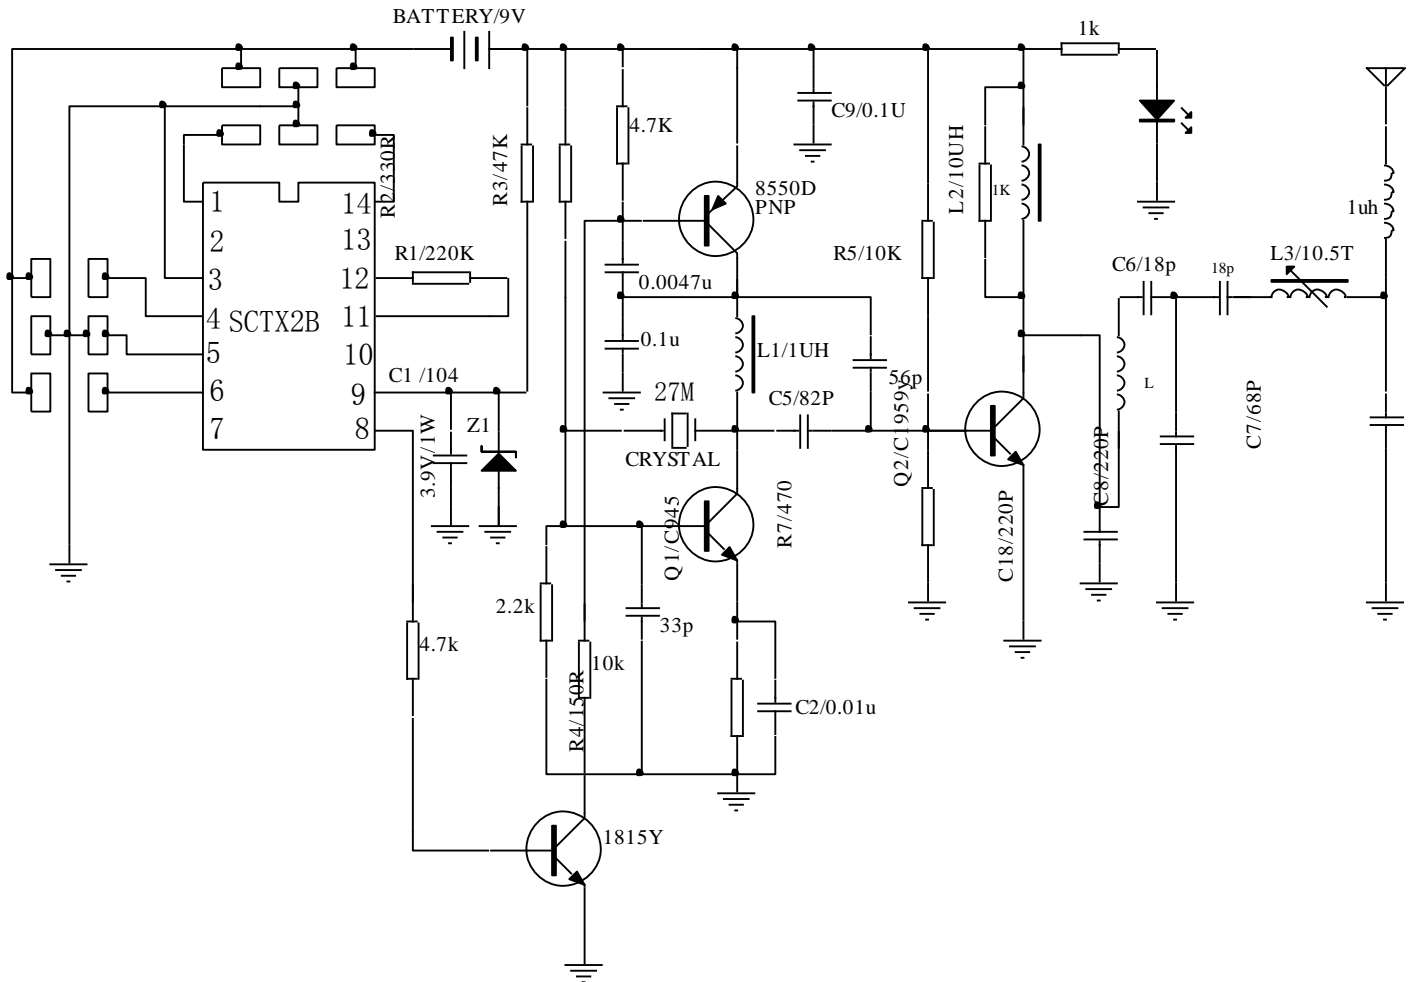 BATTERY/9V
1k
C9/0.1U
4.7K
R3/47K
R2/330R
L2/10UH
1K
8550D
PNP
1uh
1
2
3
4
5
6
7
14
13
12
11
10
9
8
SCTX2B
R1/220K
R5/10K
C6/18p
18p
L3/10.5T
0.0047u
0.1u
L1/1UH
C1 /104
56p
27M
CRYSTAL
C5/82P
Q2/C1959y
L
C7/68P
Z1
3.9V/1W
C8/220P
Q1/C945
R7/470
C18/220P
2.2k
33p
4.7k
10k
R4/150R
C2/0.01u
1815Y